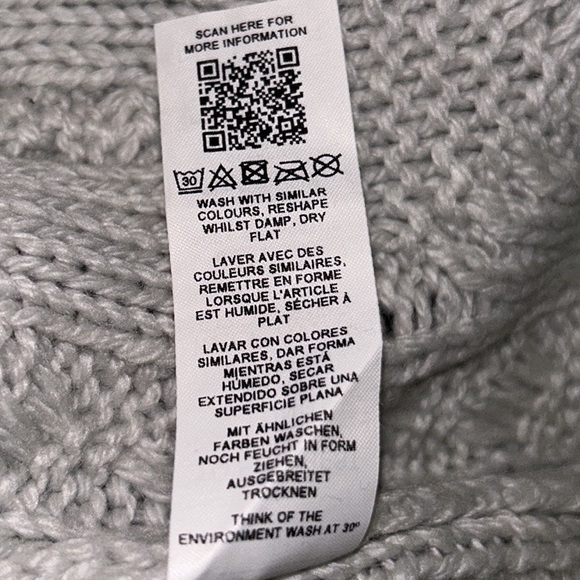 SCAN HERE FOR
MORE INFORMATION
30
WASH WITH SIMILAR
COLOURS, RESHAPE
WHILST DAMP, DRY
FLAT
LAVER AVEC DES
COULEURS SIMILAIRES,
REMETTRE EN FORME
LORSQUE L'ARTICLE
EST HUMIDE, SÉCHER À
PLAT
LAVAR CON COLORES
SIMILARES, DAR FORMA
MIENTRAS ESTÁ
HÚMEDO, SECAR
EXTENDIDO SOBRE UNA
SUPERFICIE PLANA
MIT ÄHNLICHEN
FARBEN WASCHEN,
NOCH FEUCHT IN FORM
ZIEHEN,
AUSGEBREITET
TROCKNEN
THINK OF THE
ENVIRONMENT WASH AT 30º